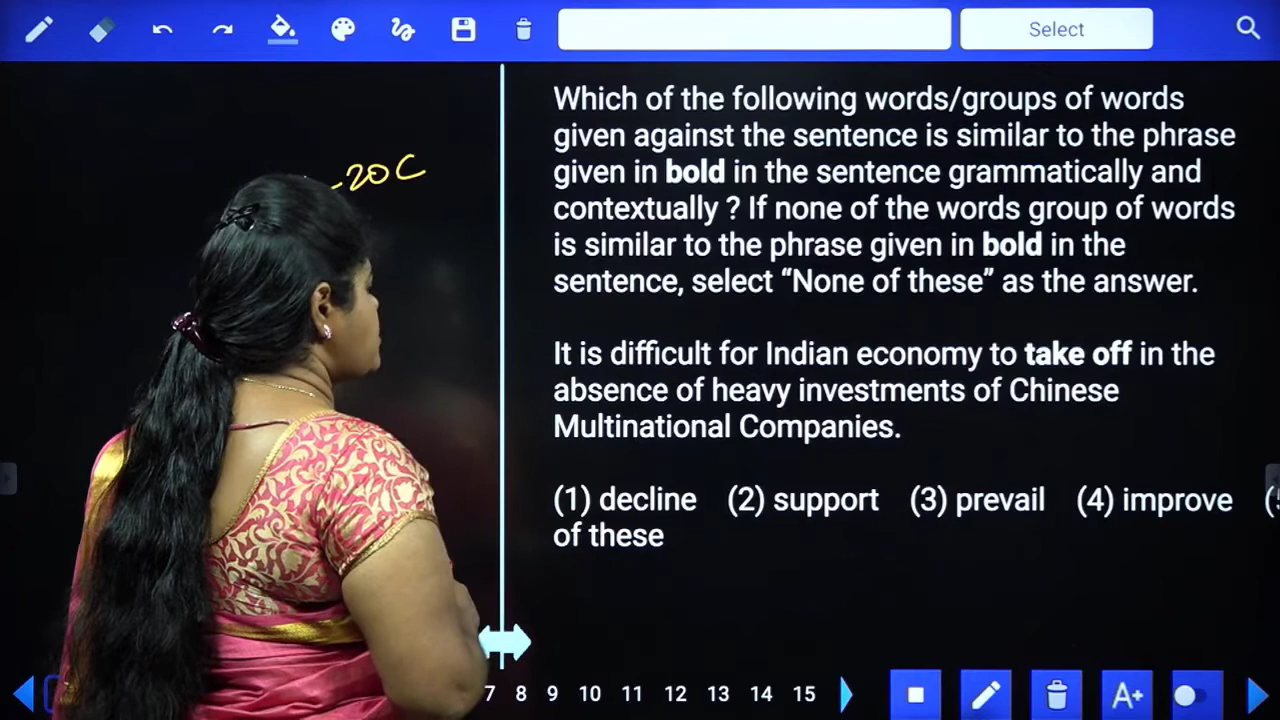 Select
-20C
Which of the following words/groups of words
given against the sentence is similar to the phrase
given in bold in the sentence grammatically and
contextually ? If none of the words group of words
is similar to the phrase given in bold in the
sentence, select “None of these” as the answer.
It is difficult for Indian economy to take off in the
absence of heavy investments of Chinese
Multinational Companies.
(1) decline (2) support (3) prevail (4) improve
of these
7 8 9 10 11 12 13 14 15
A+